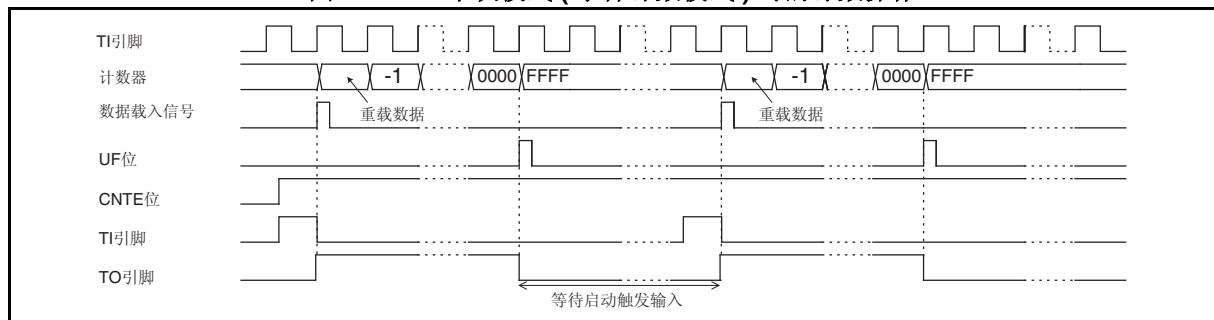 TI引脚
计数器 -1 0000 FFFF -1 0000 FFFF
数据载入信号 重载数据 重载数据
UF位
CNTE位
TI引脚
TO引脚
等待启动触发输入